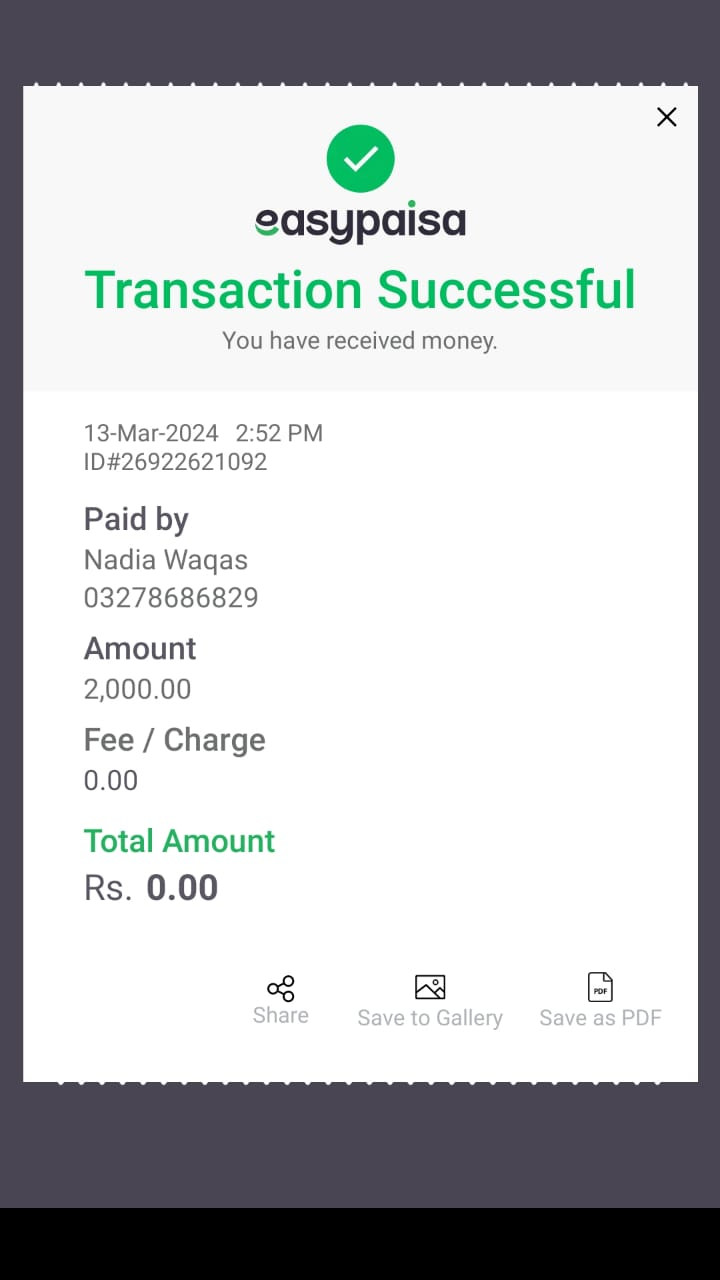 easypaisa
Transaction Successful
You have received money.
13-Mar-2024 2:52 PM
ID#26922621092
Paid by
Nadia Waqas
03278686829
Amount
2,000.00
Fee / Charge
0.00
Total Amount
Rs. 0.00
Share
Save to Gallery
PDF
Save as PDF